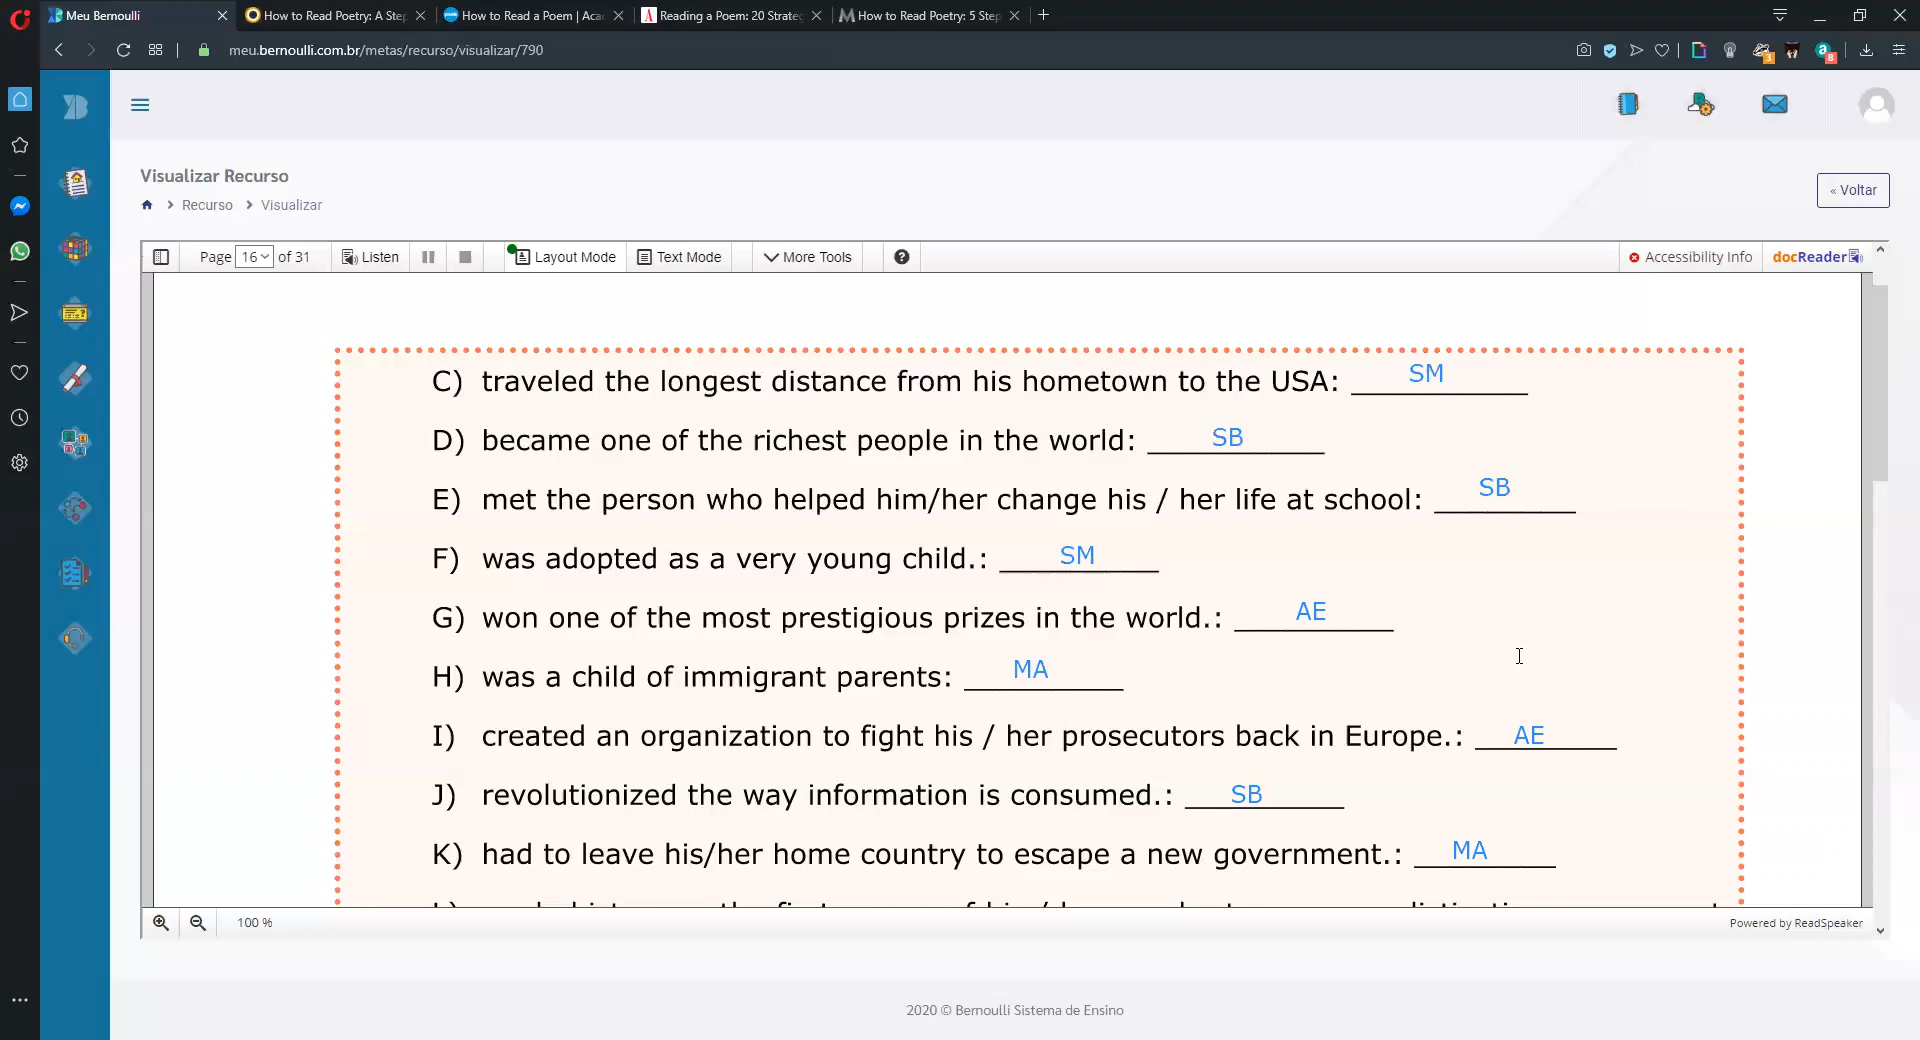 Meu Bernoulli
How to Read Poetry: A Step
How to Read a Poem | Aca
Reading a Poem: 20 Strate
How to Read Poetry: 5 Step
meu.bernoulli.com.br/metas/recurso/visualizar/790
3
8
Visualizar Recurso
Recurso Visualizar
« Voltar
Page 16 of 31 Listen Layout Mode Text Mode More Tools ? Accessibility Info docReader
C) traveled the longest distance from his hometown to the USA: SM
D) became one of the richest people in the world: SB
E) met the person who helped him/her change his / her life at school: SB
F) was adopted as a very young child.: SM
G) won one of the most prestigious prizes in the world.: AE
H) was a child of immigrant parents: MA
I) created an organization to fight his / her prosecutors back in Europe.: AE
J) revolutionized the way information is consumed.: SB
K) had to leave his/her home country to escape a new government.: MA
100 % Powered by ReadSpeaker
2020 © Bernoulli Sistema de Ensino